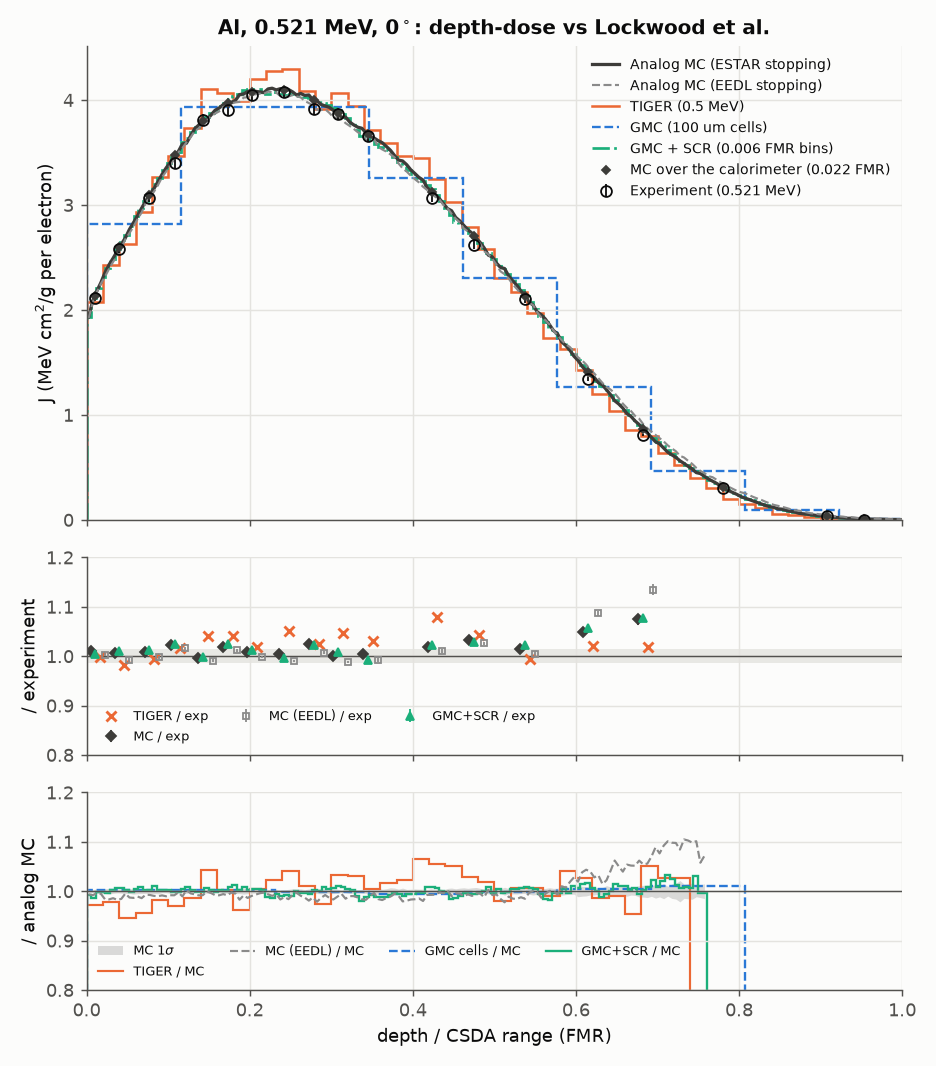 Al, 0.521 MeV, 0°: depth-dose vs Lockwood et al.
J (MeV cm²/g per electron)
4
3
2
1
0
Analog MC (ESTAR stopping)
Analog MC (EEDL stopping)
TIGER (0.5 MeV)
GMC (100 um cells)
GMC + SCR (0.006 FMR bins)
MC over the calorimeter (0.022 FMR)
Experiment (0.521 MeV)
/ experiment
1.2
1.1
1.0
0.9
0.8
TIGER / exp
MC (EEDL) / exp
GMC+SCR / exp
MC / exp
/ analog MC
1.2
1.1
1.0
0.9
0.8
MC 1σ
MC (EEDL) / MC
GMC cells / MC
GMC+SCR / MC
TIGER / MC
0.0 0.2 0.4 0.6 0.8 1.0
depth / CSDA range (FMR)